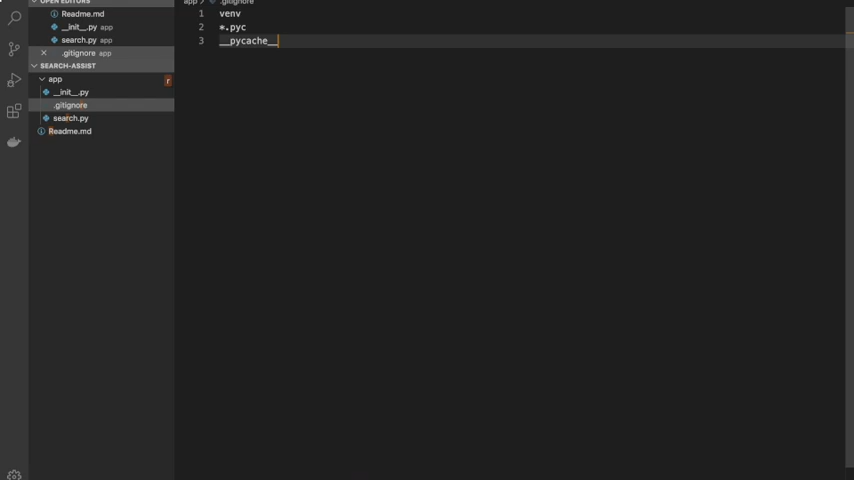 OPEN EDITORS
Readme.md
__init__.py app
search.py app
.gitignore app
SEARCH-ASSIST
app
r
__init__.py
.gitignore
search.py
Readme.md
app > .gitignore
1 venv
2 *.pyc
3 __pycache__